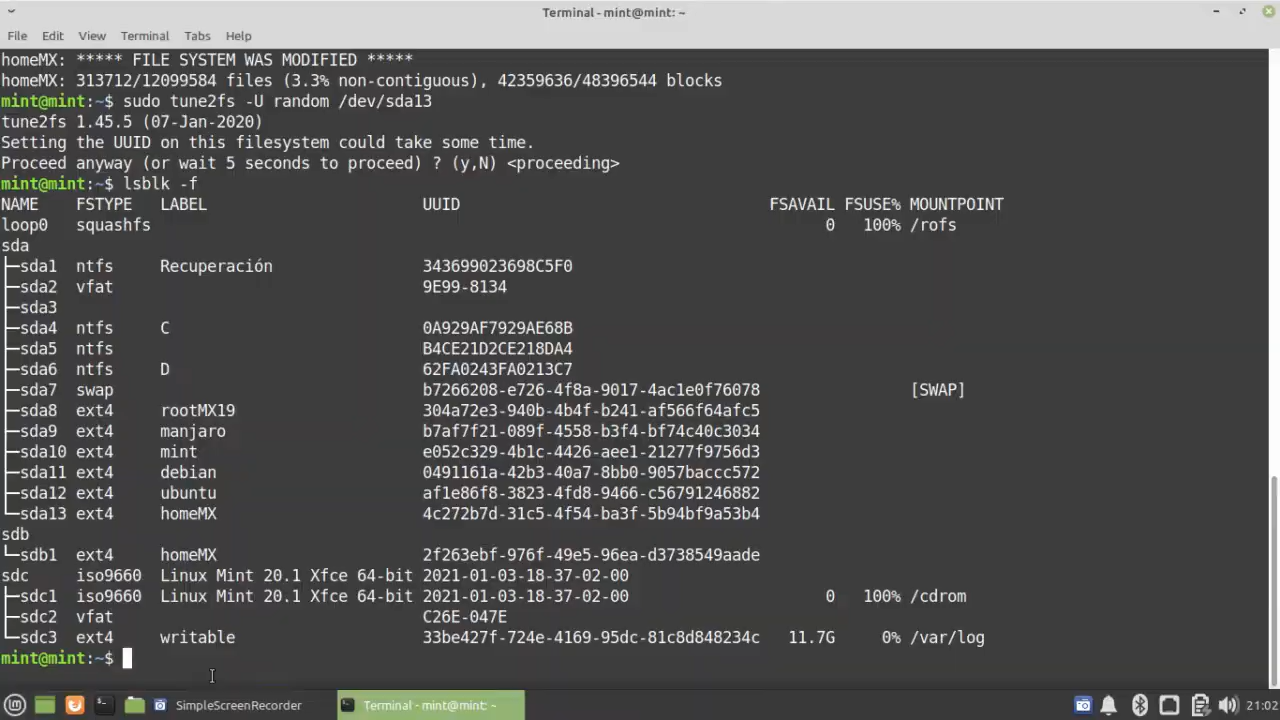 Terminal - mint@mint: ~
File Edit View Terminal Tabs Help
homeMX: ***** FILE SYSTEM WAS MODIFIED *****
homeMX: 313712/12099584 files (3.3% non-contiguous), 42359636/48396544 blocks
mint@mint:~$ sudo tune2fs -U random /dev/sda13
tune2fs 1.45.5 (07-Jan-2020)
Setting the UUID on this filesystem could take some time.
Proceed anyway (or wait 5 seconds to proceed) ? (y,N) <proceeding>
mint@mint:~$ lsblk -f
NAME FSTYPE LABEL UUID FSAVAIL FSUSE% MOUNTPOINT
loop0 squashfs 0 100% /rofs
sda
├─sda1 ntfs Recuperación 343699023698C5F0
├─sda2 vfat 9E99-8134
├─sda3
├─sda4 ntfs C 0A929AF7929AE68B
├─sda5 ntfs B4CE21D2CE218DA4
├─sda6 ntfs D 62FA0243FA0213C7
├─sda7 swap b7266208-e726-4f8a-9017-4ac1e0f76078 [SWAP]
├─sda8 ext4 rootMX19 304a72e3-940b-4b4f-b241-af566f64afc5
├─sda9 ext4 manjaro b7af7f21-089f-4558-b3f4-bf74c40c3034
├─sda10 ext4 mint e052c329-4b1c-4426-aee1-21277f9756d3
├─sda11 ext4 debian 0491161a-42b3-40a7-8bb0-9057baccc572
├─sda12 ext4 ubuntu af1e86f8-3823-4fd8-9466-c56791246882
└─sda13 ext4 homeMX 4c272b7d-31c5-4f54-ba3f-5b94bf9a53b4
sdb
└─sdb1 ext4 homeMX 2f263ebf-976f-49e5-96ea-d3738549aade
sdc iso9660 Linux Mint 20.1 Xfce 64-bit 2021-01-03-18-37-02-00
├─sdc1 iso9660 Linux Mint 20.1 Xfce 64-bit 2021-01-03-18-37-02-00 0 100% /cdrom
├─sdc2 vfat C26E-047E
└─sdc3 ext4 writable 33be427f-724e-4169-95dc-81c8d848234c 11.7G 0% /var/log
mint@mint:~$
SimpleScreenRecorder Terminal - mint@mint: ~ 21:02